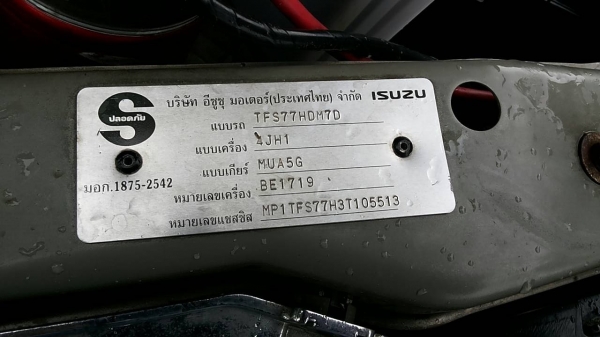 บริษัท อีซูซุ มอเตอร์(ประเทศไทย) จำกัด ISUZU
S
ปลอดภัย
มอก.1875-2542
แบบรถ TFS77HDM7D
แบบเครื่อง 4JH1
แบบเกียร์ MUA5G
หมายเลขเครื่อง BE1719
หมายเลขแชสซิส MP1TFS77H3T105513